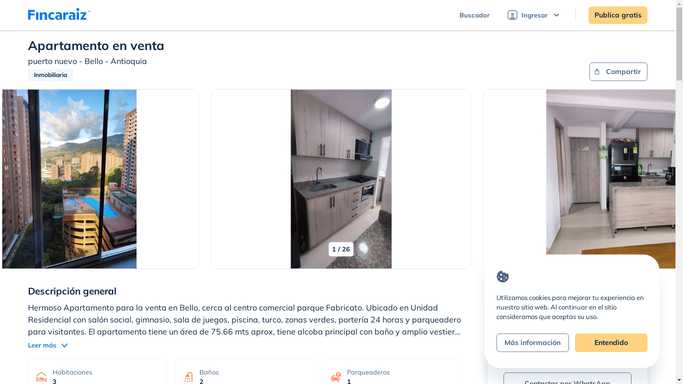 Fincaraiz
Buscador
Ingresar
Publica gratis
Apartamento en venta
puerto nuevo - Bello - Antioquia
Inmobiliaria
Compartir
1 / 26
Descripción general
Hermoso Apartamento para la venta en Bello, cerca al centro comercial parque Fabricato. Ubicado en Unidad
Residencial con salón social, gimnasio, sala de juegos, piscina, turco, zonas verdes, portería 24 horas y parqueadero
para visitantes. El apartamento tiene un área de 75.66 mts aprox, tiene alcoba principal con baño y amplio vestier...
Leer más
Habitaciones
3
Baños
2
Parqueaderos
1
Utilizamos cookies para mejorar tu experiencia en
nuestro sitio web. Al continuar en el sitio
consideramos que aceptas su uso.
Más información
Entendido
Contactar por WhatsApp